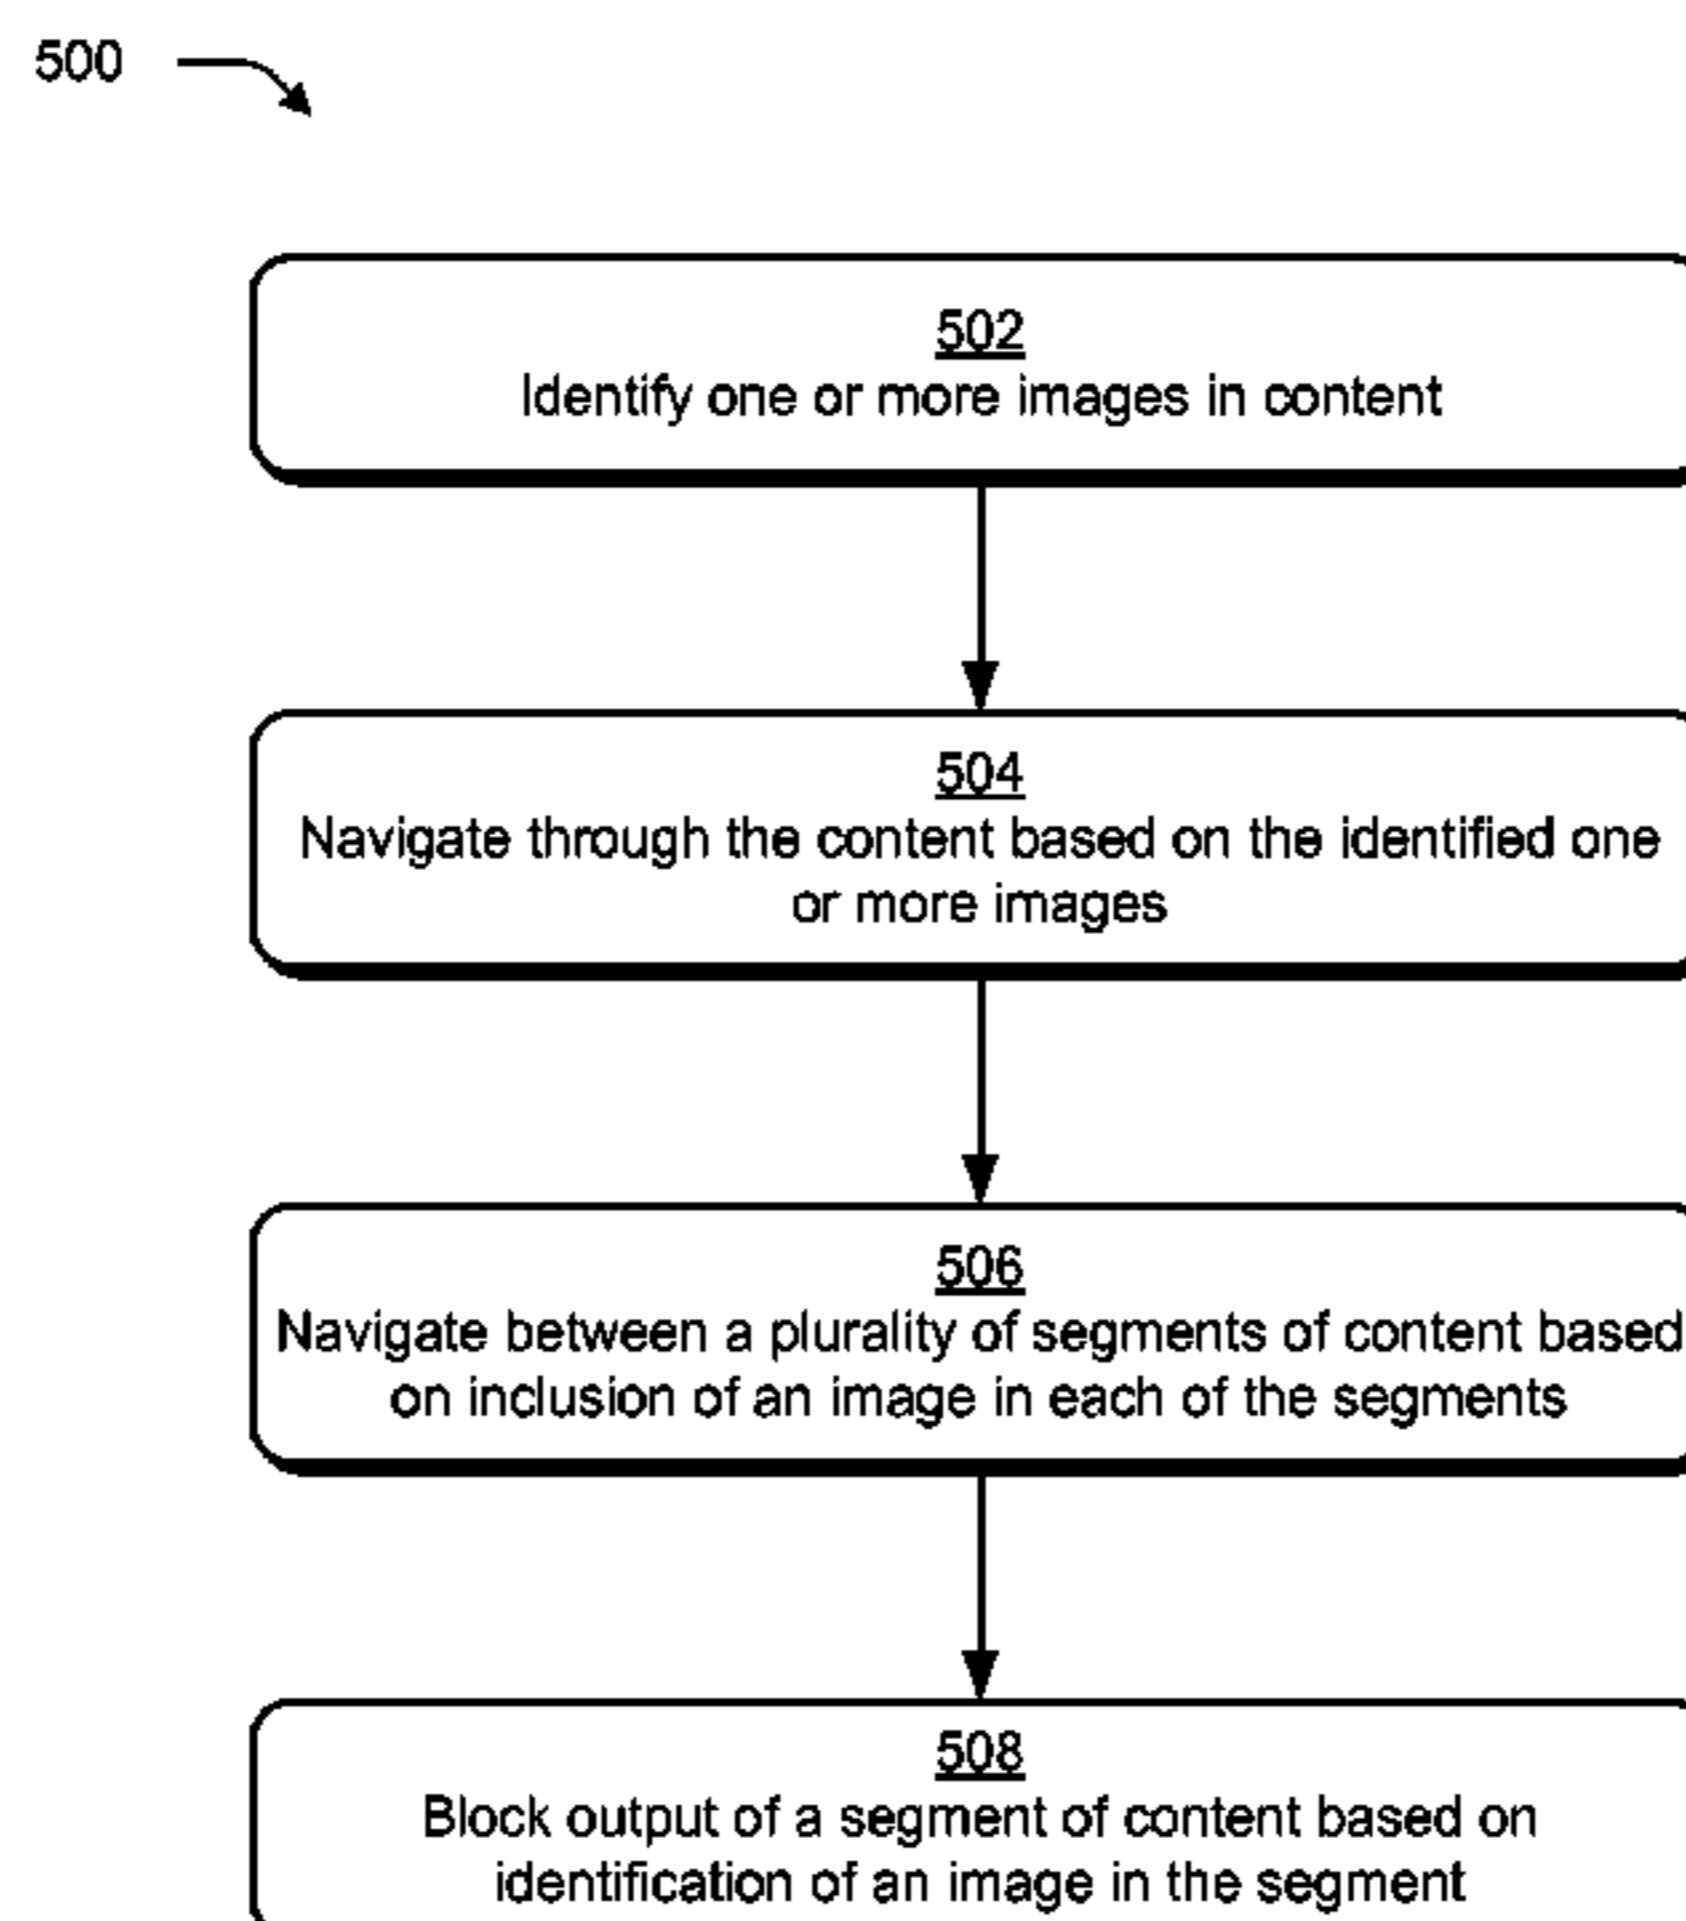 500
502
Identify one or more images in content
504
Navigate through the content based on the identified one
or more images
506
Navigate between a plurality of segments of content based
on inclusion of an image in each of the segments
508
Block output of a segment of content based on
identification of an image in the segment